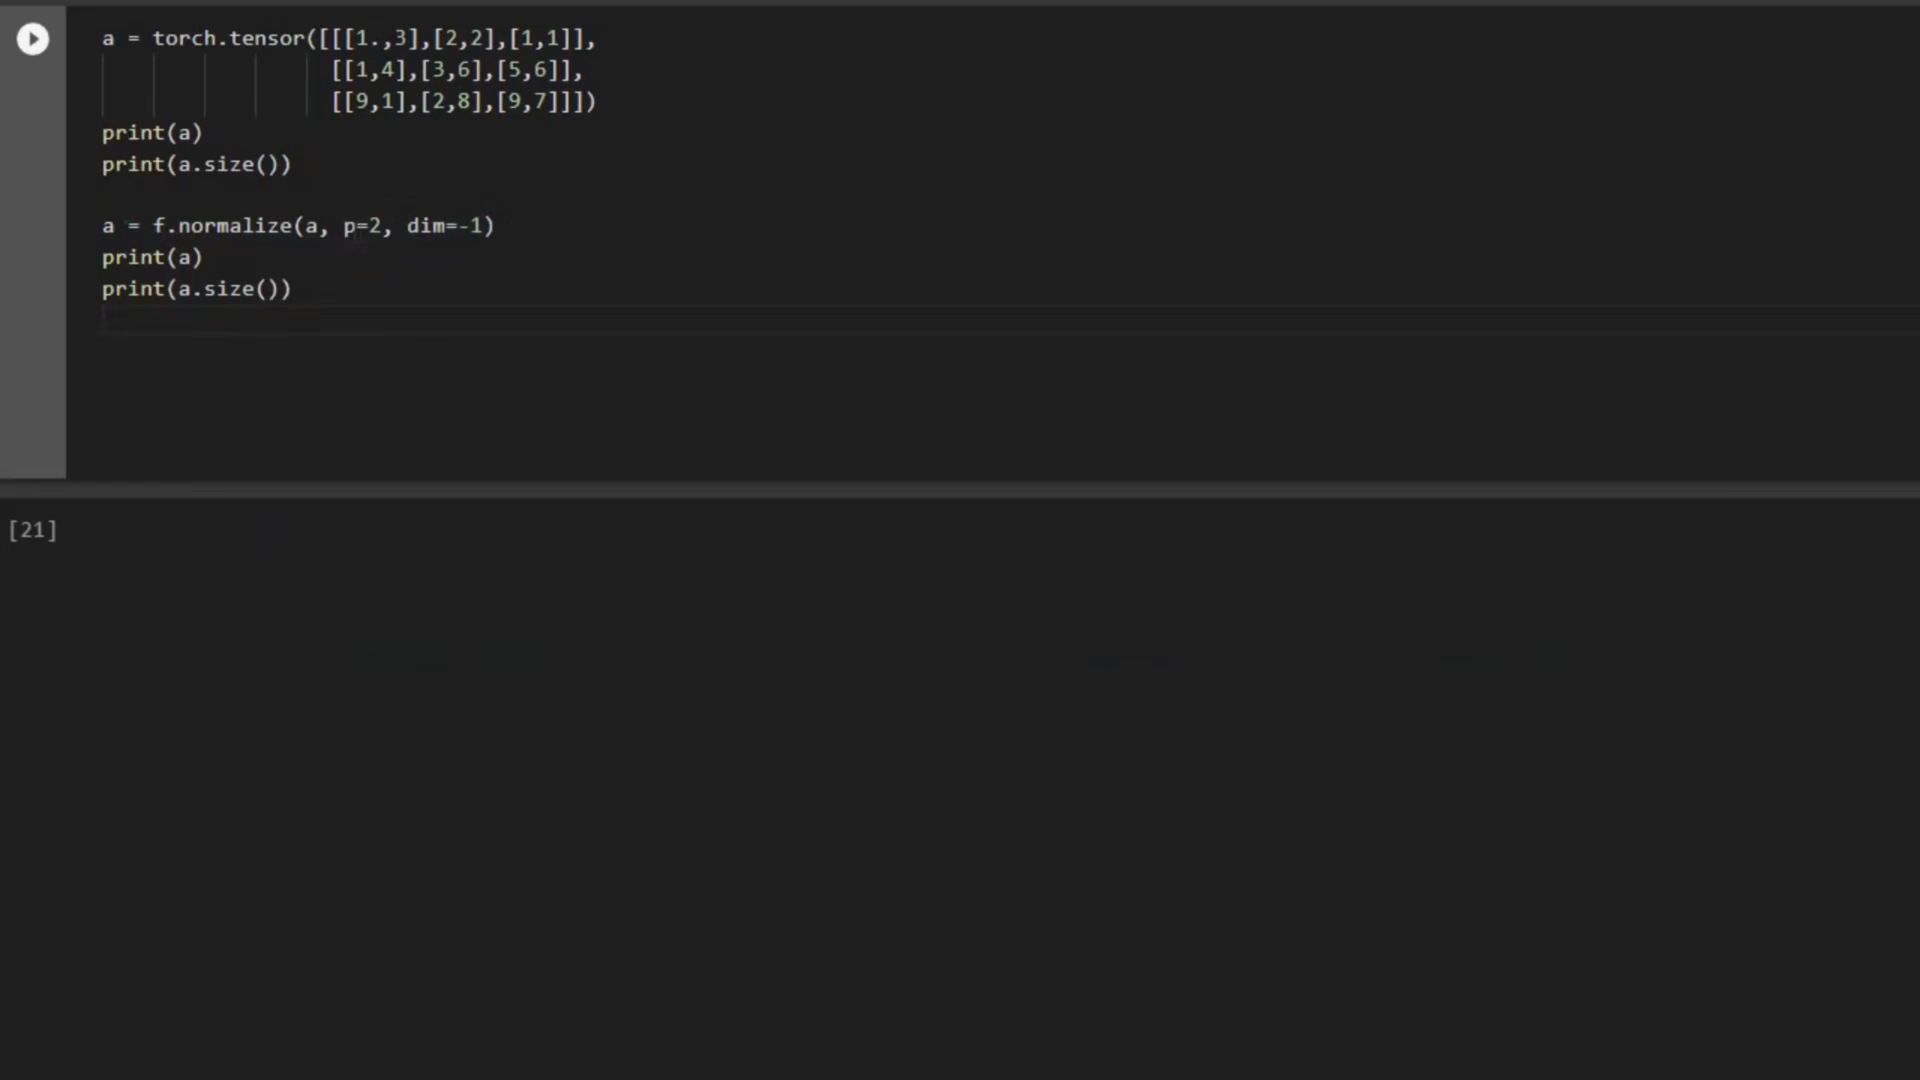 a = torch.tensor([[[1.,3],[2,2],[1,1]],
[[1,4],[3,6],[5,6]],
[[9,1],[2,8],[9,7]]])
print(a)
print(a.size())
a = f.normalize(a, p=2, dim=-1)
print(a)
print(a.size())
[21]